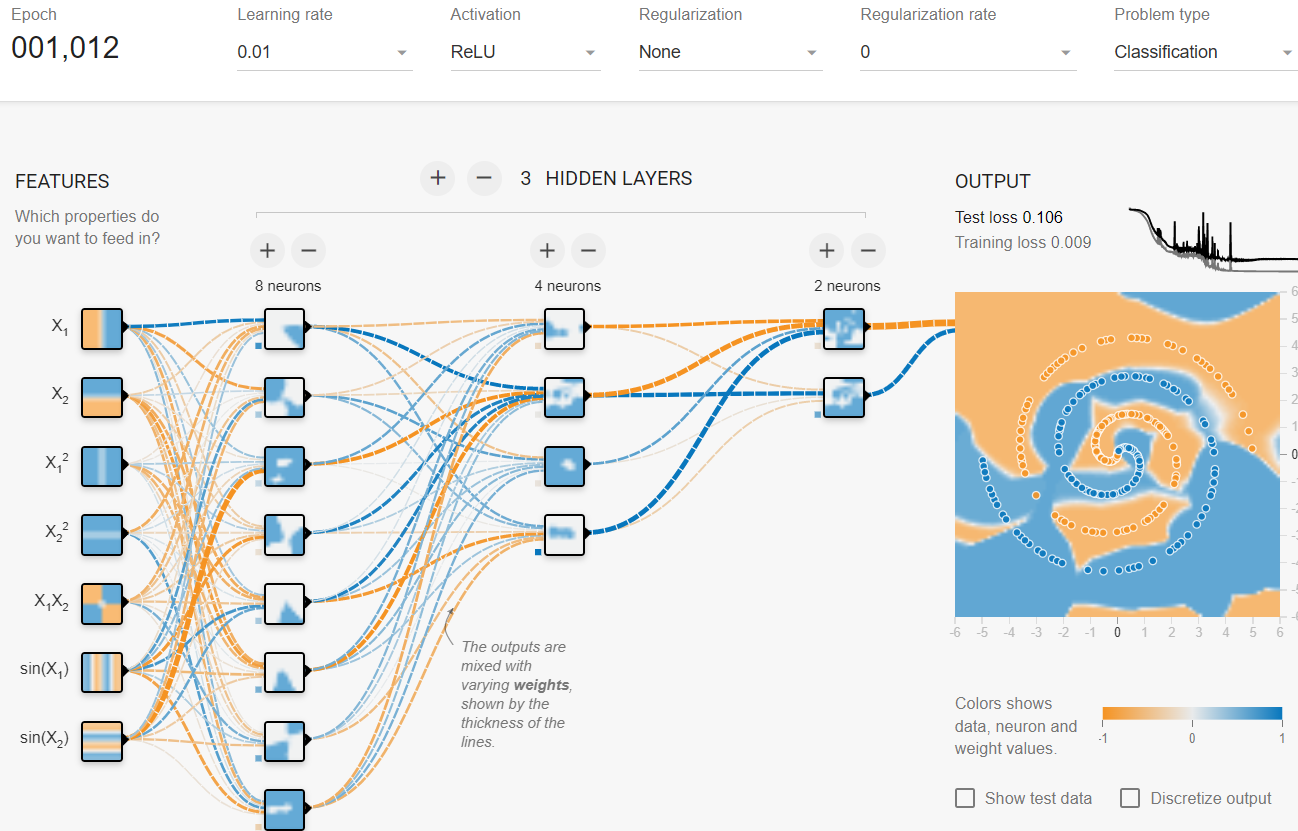 Epoch
001,012
Learning rate
0.01
Activation
ReLU
Regularization
None
Regularization rate
0
Problem type
Classification
FEATURES
Which properties do
you want to feed in?
X1
X2
X1²
X2²
X1X2
sin(X1)
sin(X2)
+ − 3 HIDDEN LAYERS
+ −
8 neurons
+ −
4 neurons
+ −
2 neurons
The outputs are
mixed with
varying weights,
shown by the
thickness of the
lines.
OUTPUT
Test loss 0.106
Training loss 0.009
6
5
4
3
2
1
0
-1
-2
-3
-4
-5
-6
-6 -5 -4 -3 -2 -1 0 1 2 3 4 5 6
Colors shows
data, neuron and
weight values.
-1 0 1
Show test data
Discretize output